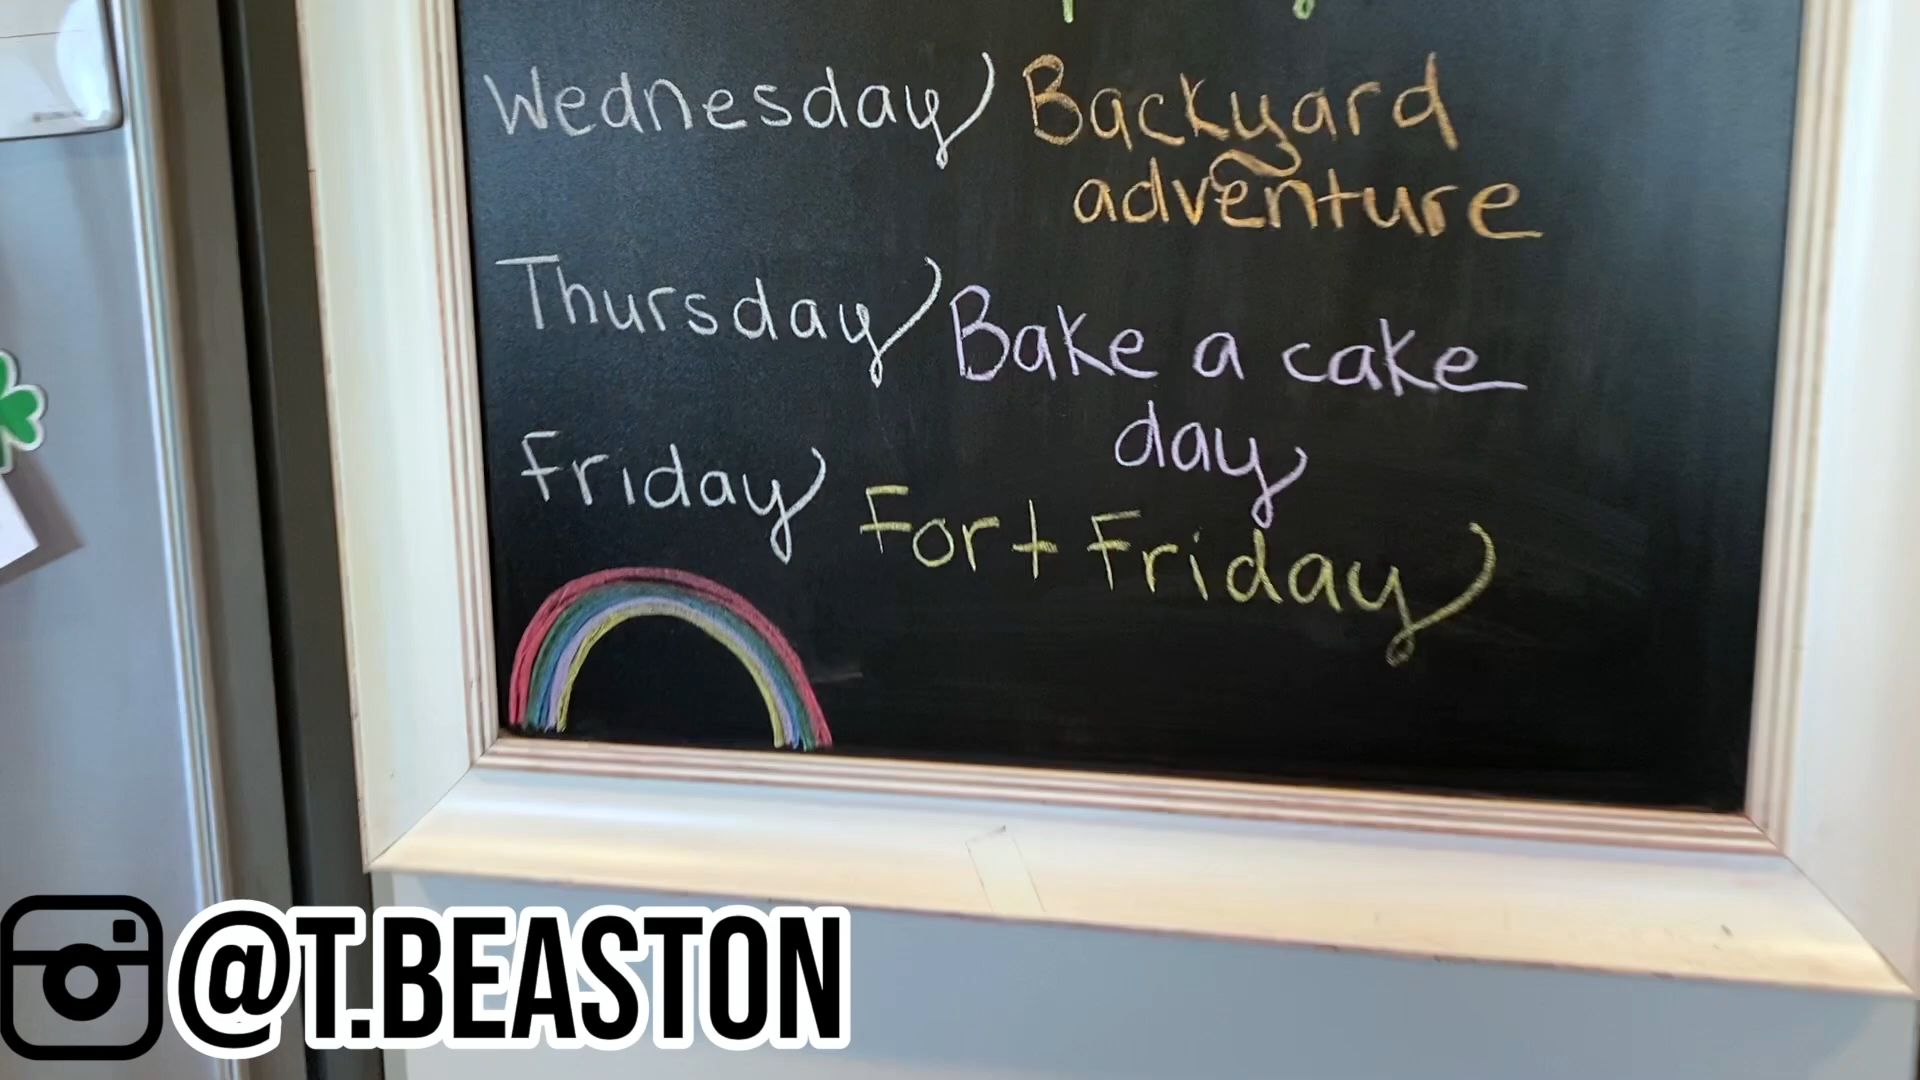 Wednesday Backyard
adventure
Thursday Bake a cake
day
Friday Fort Friday
@T.BEASTON